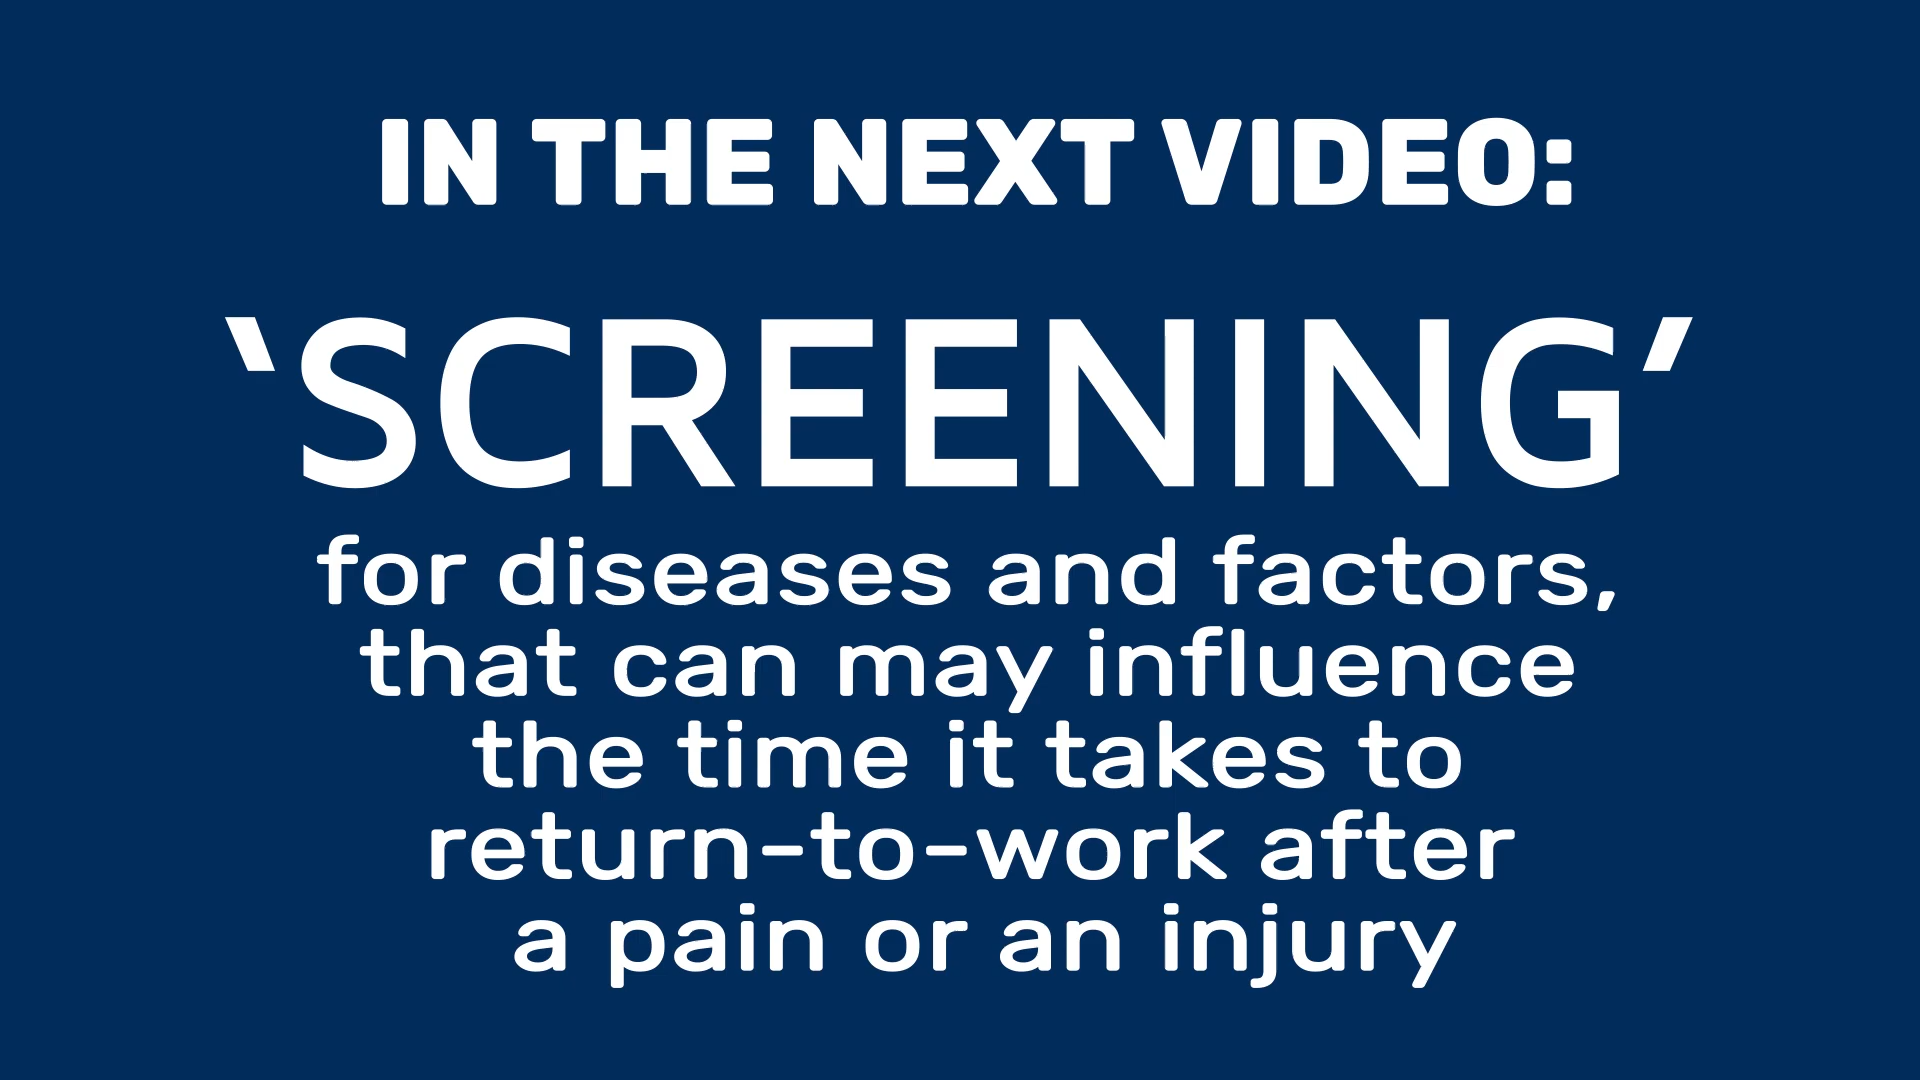 IN THE NEXT VIDEO:
‘SCREENING’
for diseases and factors,
that can may influence
the time it takes to
return-to-work after
a pain or an injury